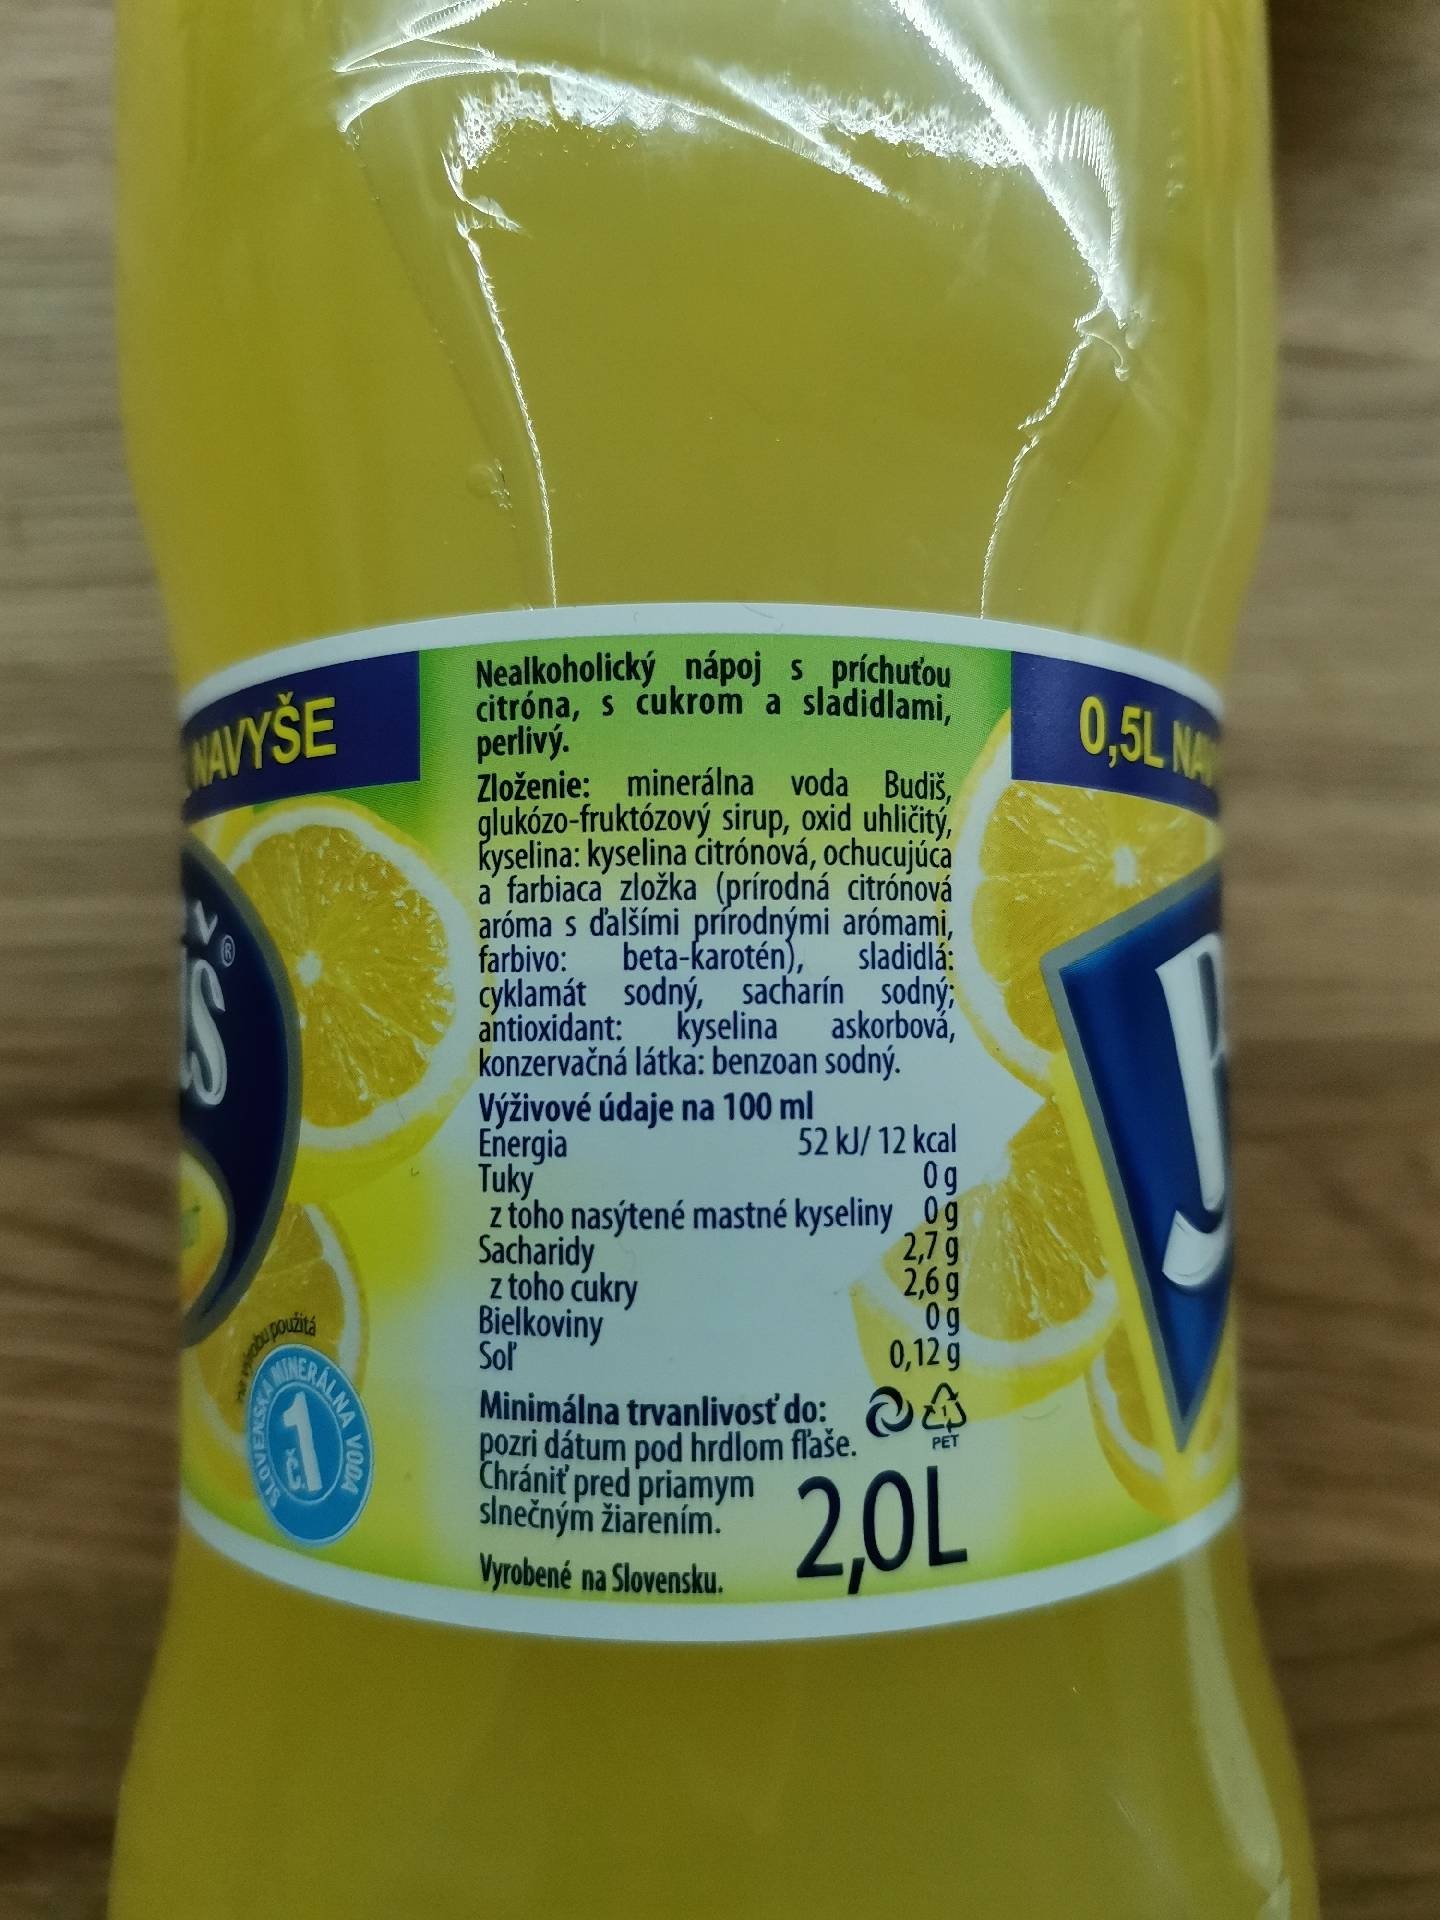 NAVYŠE
Nealkoholický nápoj s príchuťou
citróna, s cukrom a sladidlami,
perlivý.
Zloženie: minerálna voda Budiš,
glukózo-fruktózový sirup, oxid uhličitý,
kyselina: kyselina citrónová, ochucujúca
a farbiaca zložka (prírodná citrónová
aróma s ďalšími prírodnými arómami,
farbivo: beta-karotén), sladidlá:
cyklamát sodný, sacharín sodný;
antioxidant: kyselina askorbová,
konzervačná látka: benzoan sodný.
Výživové údaje na 100 ml
Energia 52 kJ/ 12 kcal
Tuky 0 g
z toho nasýtené mastné kyseliny 0 g
Sacharidy 2,7 g
z toho cukry 2,6 g
Bielkoviny 0 g
Soľ 0,12 g
Minimálna trvanlivosť do:
pozri dátum pod hrdlom fľaše.
Chrániť pred priamym
slnečným žiarením.
Vyrobené na Slovensku.
1
PET
2,0L
0,5L
®
použitá
SLOVENSKÁ MINERÁLNA VODA
č.1